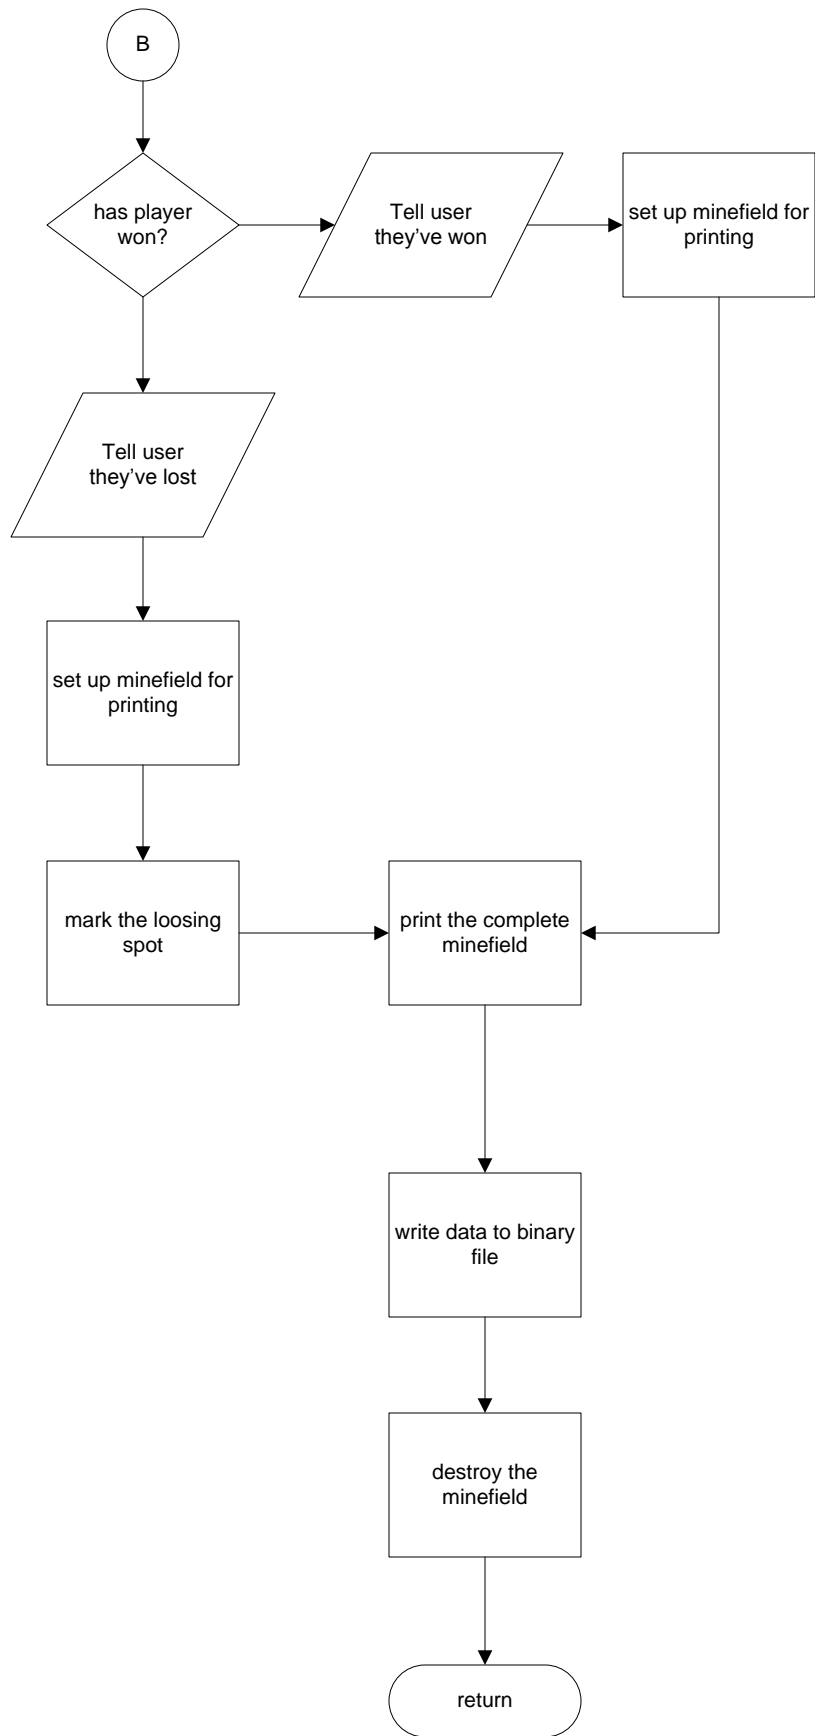 B
has player
won?
Tell user
they've won
set up minefield for
printing
Tell user
they've lost
set up minefield for
printing
mark the loosing
spot
print the complete
minefield
write data to binary
file
destroy the
minefield
return